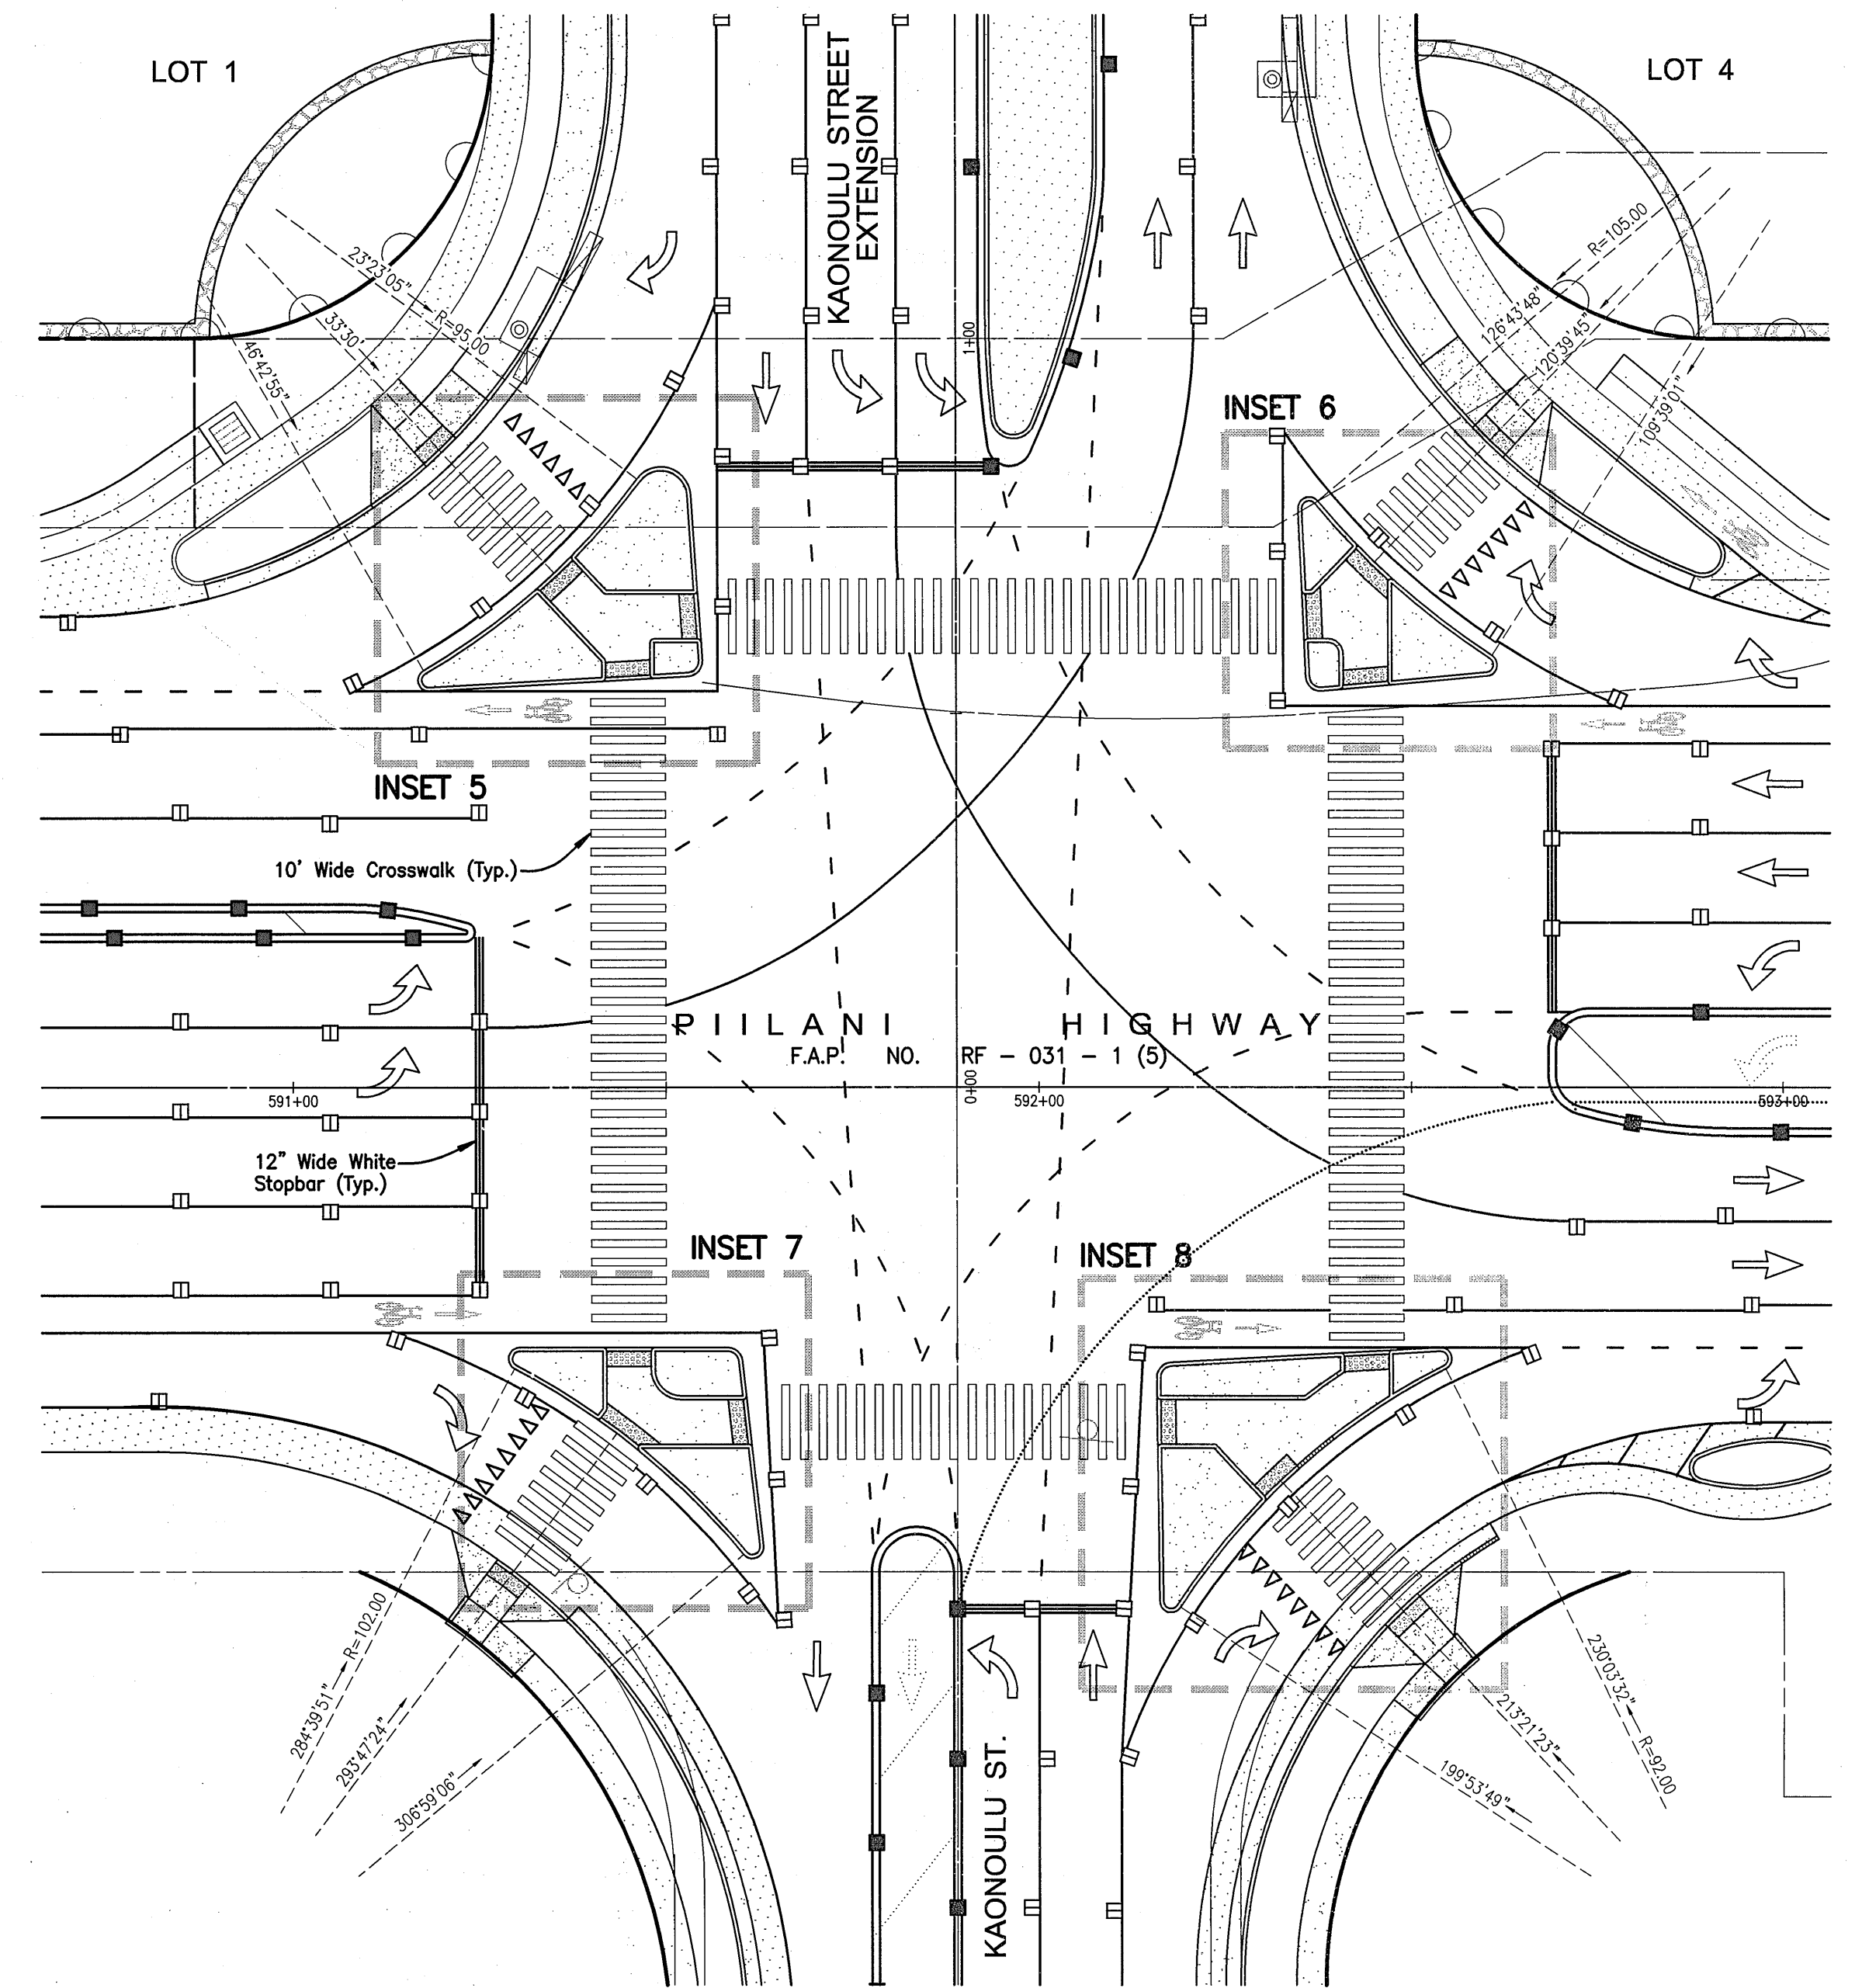 LOT 1
LOT 4
KAONOULU STREET
EXTENSION
R=105.00
23°23'05"
R=95.00
33°30'
46°42'55"
1+00
126°43'48"
120°39'45"
109°39'01"
INSET 6
INSET 5
10' Wide Crosswalk (Typ.)
PIILANI HIGHWAY
F.A.P. NO. RF - 031 - 1 (5)
591+00
0+00
592+00
593+00
12" Wide White
Stopbar (Typ.)
INSET 7
INSET 8
R=102.00
284°39'51"
293°47'24"
306°59'06"
KAONOULU ST.
230°03'32"
R=92.00
213°21'23"
199°53'49"